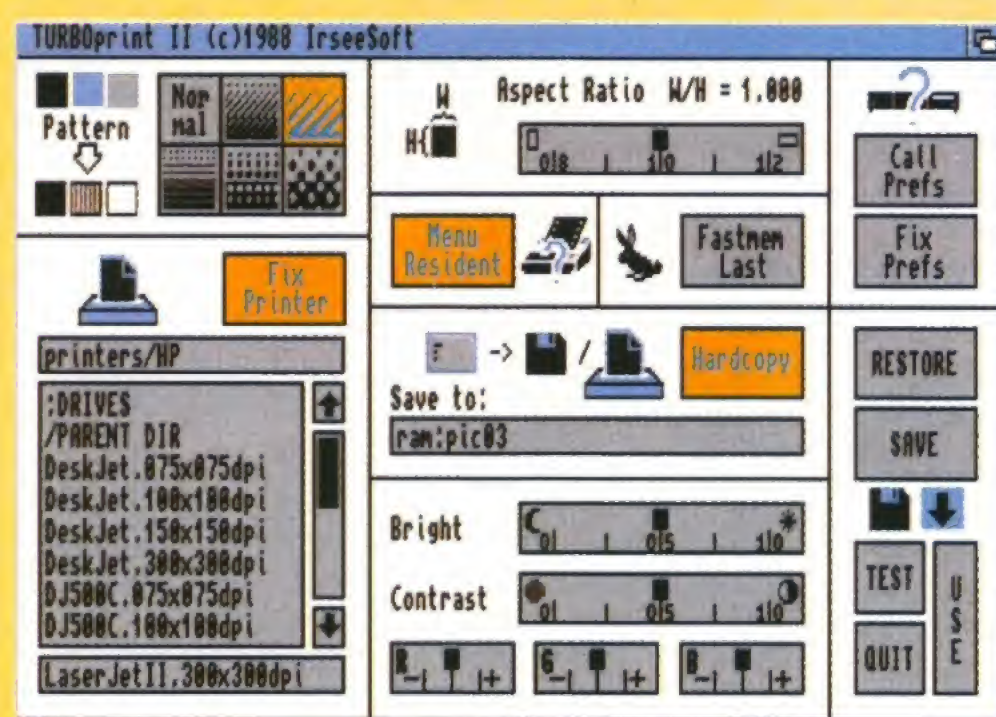 TURBOprint II (c)1988 IrseeSoft
Pattern
Nor
mal
Fix
Printer
printers/HP
:DRIVES
/PARENT DIR
DeskJet.075x075dpi
DeskJet.100x100dpi
DeskJet.150x150dpi
DeskJet.300x300dpi
DJ500C.075x075dpi
DJ500C.100x100dpi
LaserJetII.300x300dpi
W
H{
Aspect Ratio W/H = 1.000
0|8 | 1|0 | 1|2
Menu
Resident
Fastmem
Last
-> /
Hardcopy
Save to:
ram:pic03
Bright
0| | 0|5 | 1|0
Contrast
0| | 0|5 | 1|0
R - +
G - +
B - +
?
Call
Prefs
Fix
Prefs
RESTORE
SAVE
TEST
QUIT
USE